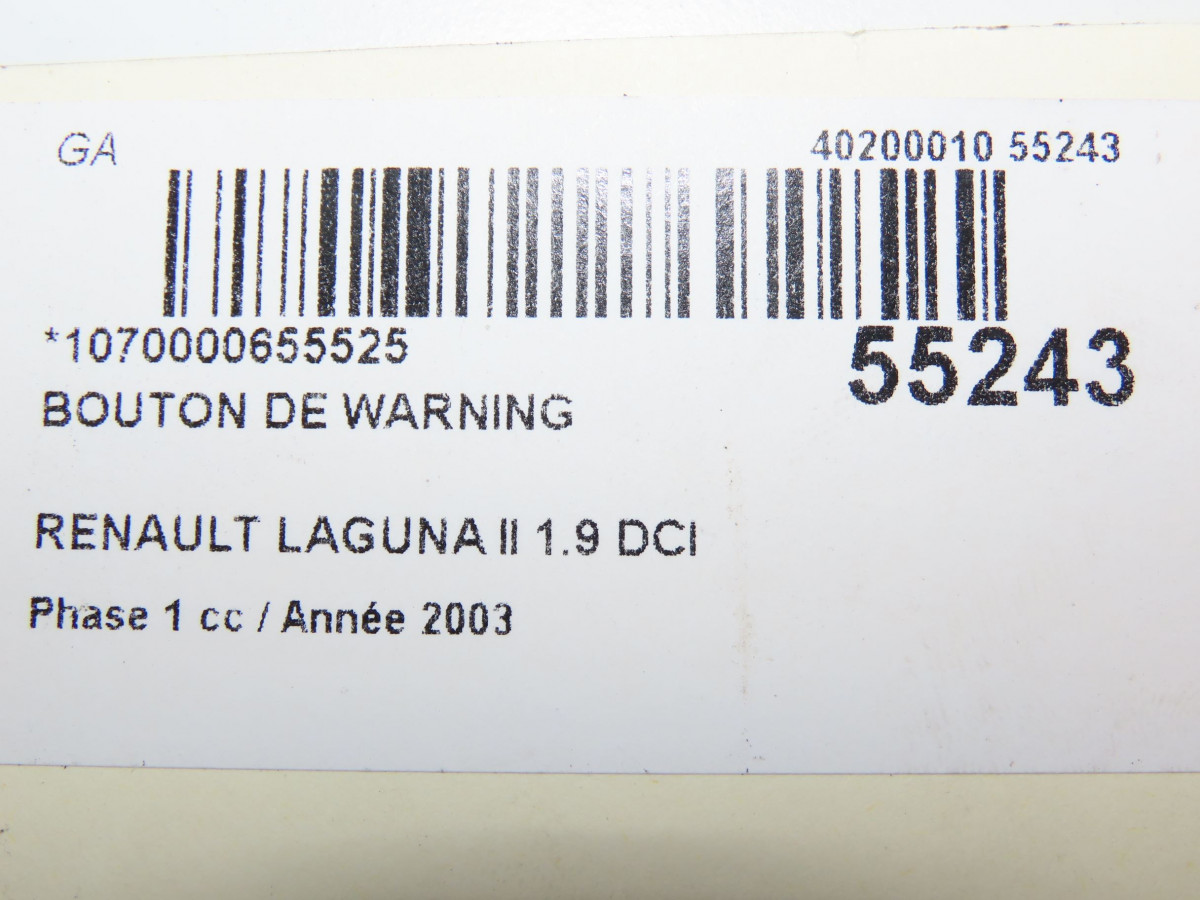 GA
40200010 55243
*1070000655525
55243
BOUTON DE WARNING
RENAULT LAGUNA II 1.9 DCI
Phase 1 cc / Année 2003